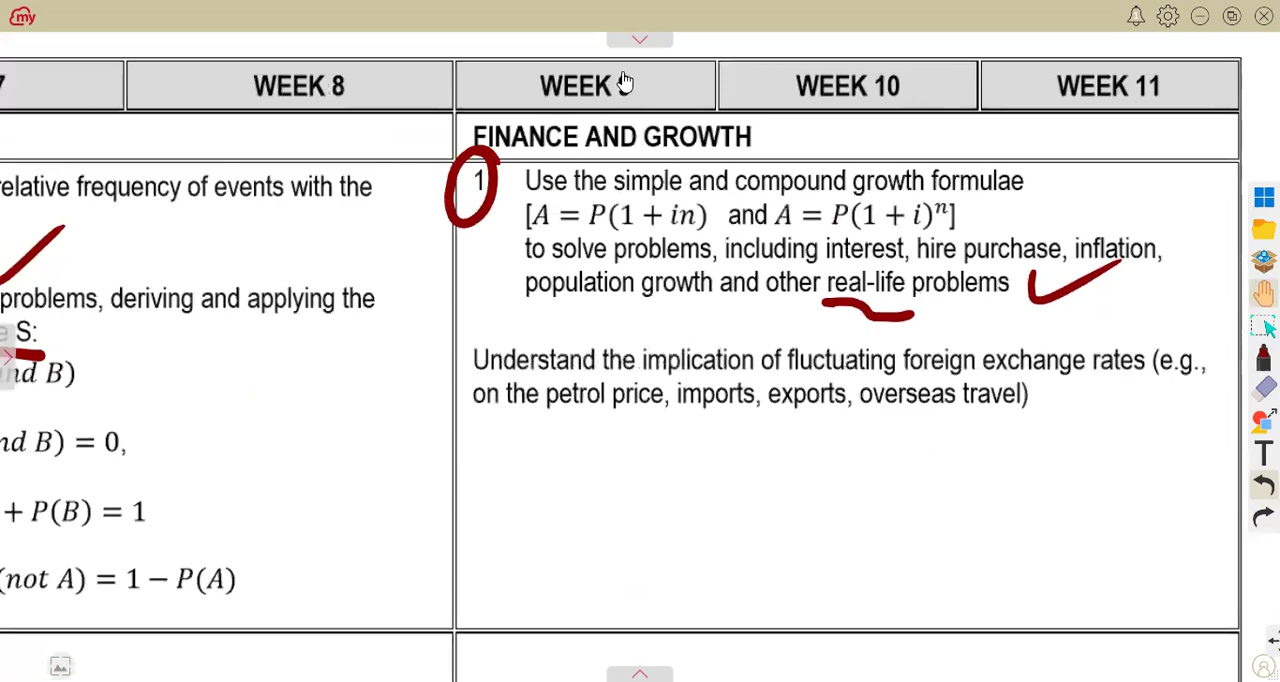 my
7 WEEK 8 WEEK WEEK 10 WEEK 11
FINANCE AND GROWTH
relative frequency of events with the
problems, deriving and applying the
e S:
and B)
nd B) = 0,
+ P(B) = 1
(not A) = 1 − P(A)
1 Use the simple and compound growth formulae
[A = P(1 + in) and A = P(1 + i)ⁿ]
to solve problems, including interest, hire purchase, inflation,
population growth and other real-life problems
Understand the implication of fluctuating foreign exchange rates (e.g.,
on the petrol price, imports, exports, overseas travel)
T